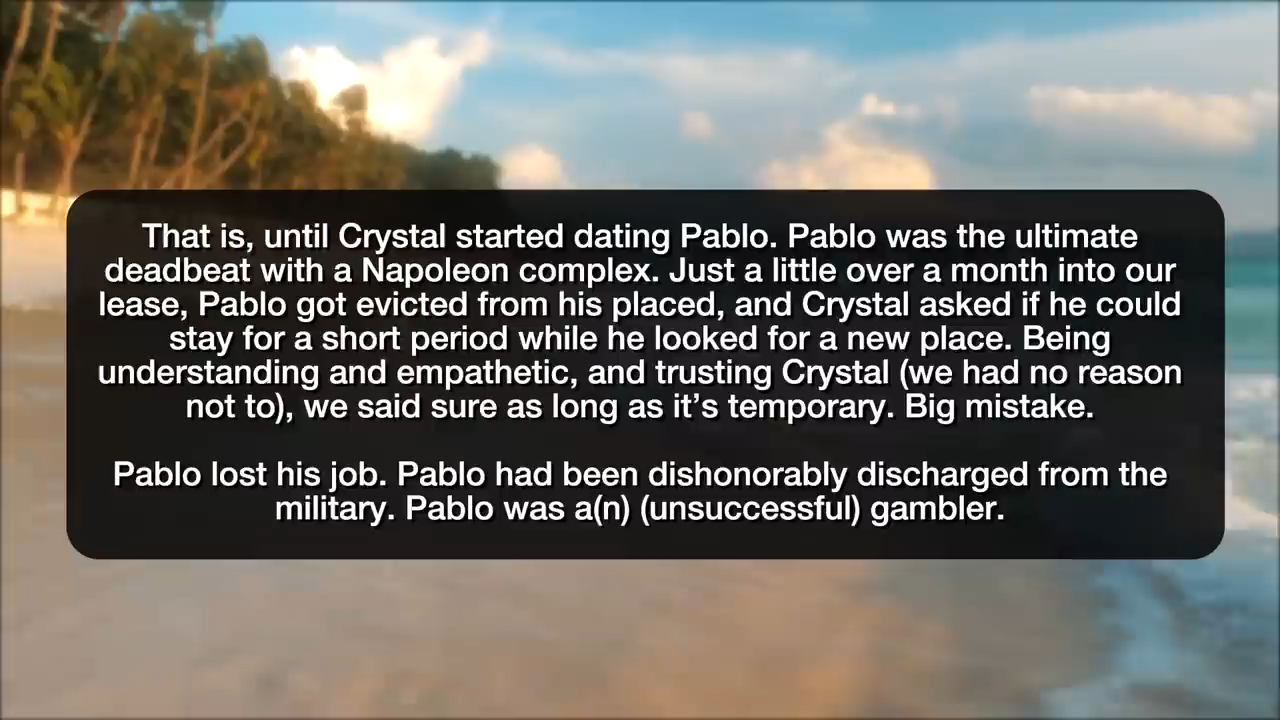 That is, until Crystal started dating Pablo. Pablo was the ultimate
deadbeat with a Napoleon complex. Just a little over a month into our
lease, Pablo got evicted from his placed, and Crystal asked if he could
stay for a short period while he looked for a new place. Being
understanding and empathetic, and trusting Crystal (we had no reason
not to), we said sure as long as it’s temporary. Big mistake.
Pablo lost his job. Pablo had been dishonorably discharged from the
military. Pablo was a(n) (unsuccessful) gambler.